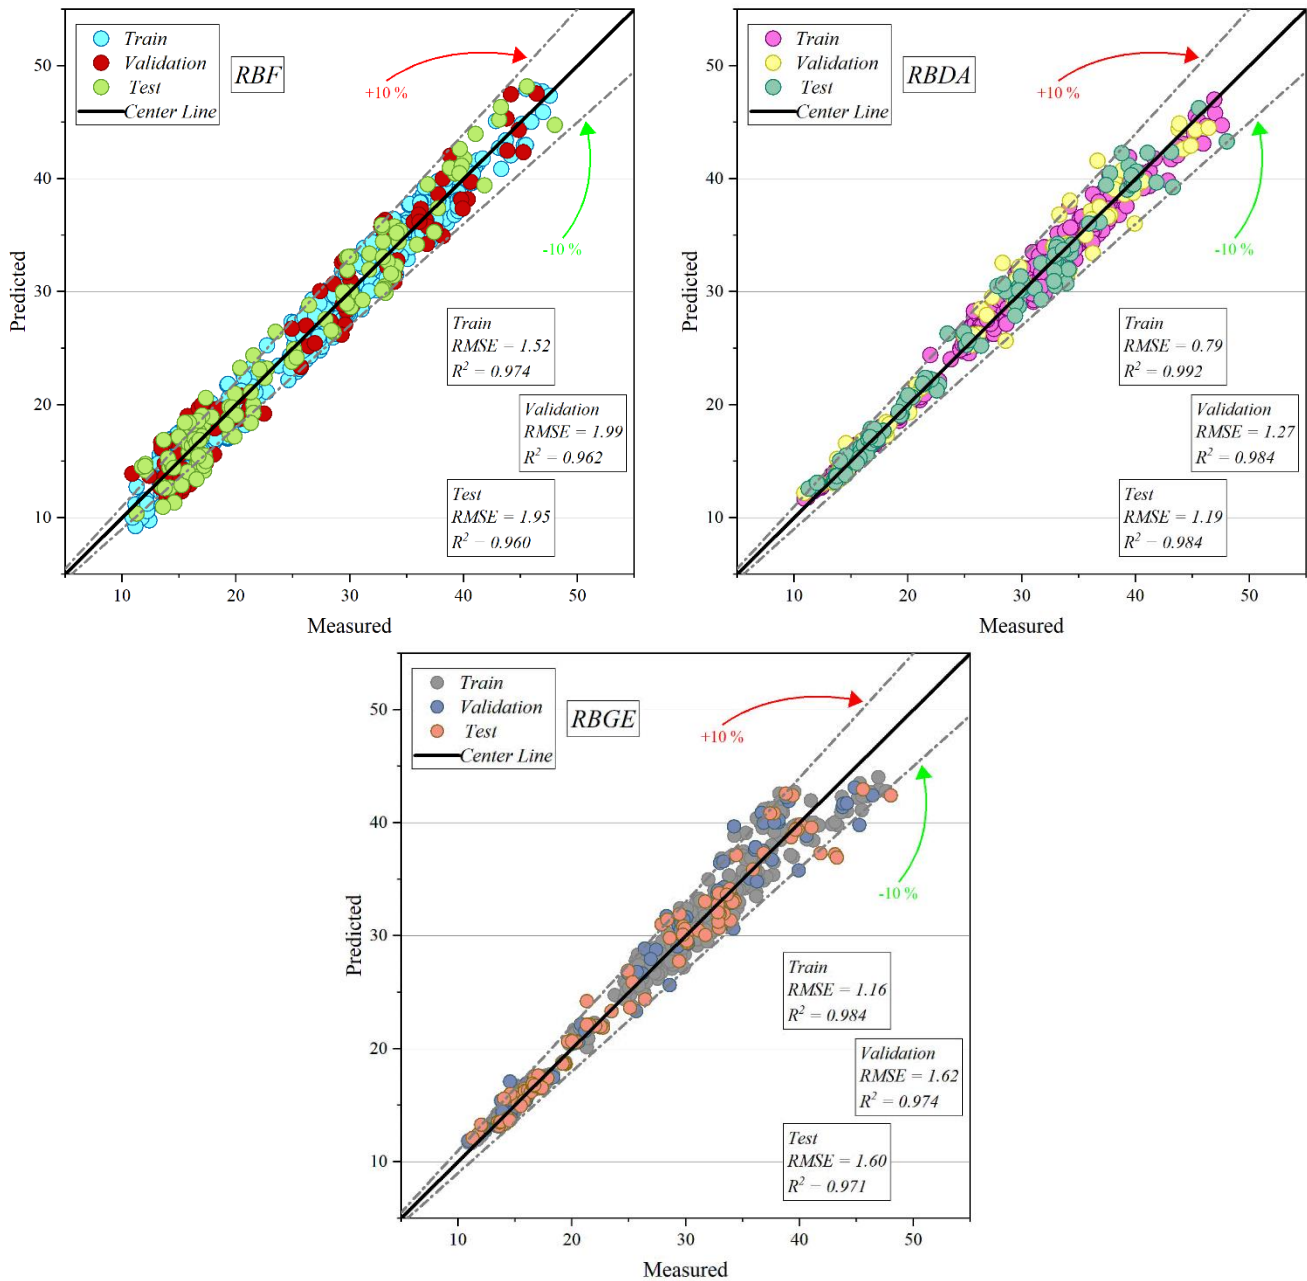 Train
Validation
Test
Center Line
RBF
+10 %
-10 %
50
40
30
20
10
Predicted
Train
RMSE = 1.52
R² = 0.974
Validation
RMSE = 1.99
R² = 0.962
Test
RMSE = 1.95
R² = 0.960
10 20 30 40 50
Measured
Train
Validation
Test
Center Line
RBDA
+10 %
-10 %
50
40
30
20
10
Predicted
Train
RMSE = 0.79
R² = 0.992
Validation
RMSE = 1.27
R² = 0.984
Test
RMSE = 1.19
R² = 0.984
10 20 30 40 50
Measured
Train
Validation
Test
Center Line
RBGE
+10 %
-10 %
50
40
30
20
10
Predicted
Train
RMSE = 1.16
R² = 0.984
Validation
RMSE = 1.62
R² = 0.974
Test
RMSE = 1.60
R² = 0.971
10 20 30 40 50
Measured